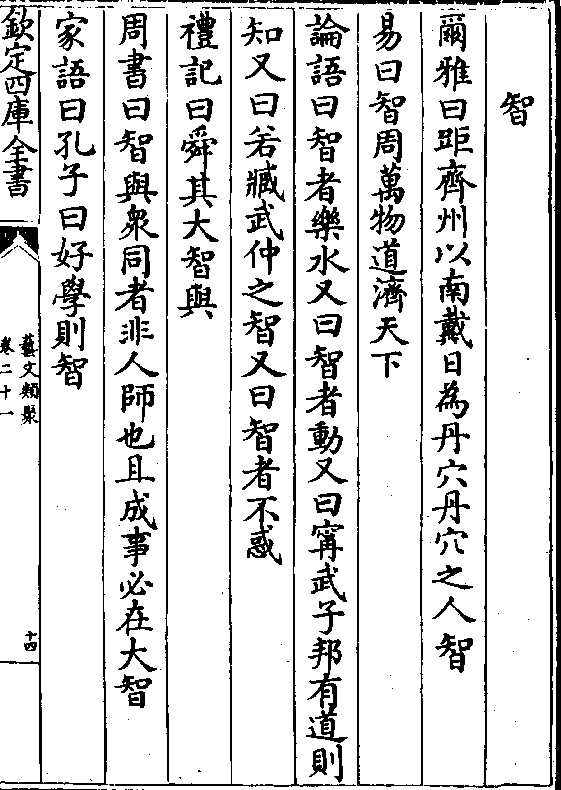 智
爾雅曰距齊州以南戴日為丹穴丹穴之人智
易曰智周萬物道濟天下
論語曰智者樂水又曰智者動又曰甯武子邦有道則
知又曰若臧武仲之智又曰智者不惑
禮記曰舜其大智與
周書曰智與衆同者非人師也且成事必在大智
家語曰孔子曰好學則智
欽定四庫全書
藝文類聚
卷二十一
十四